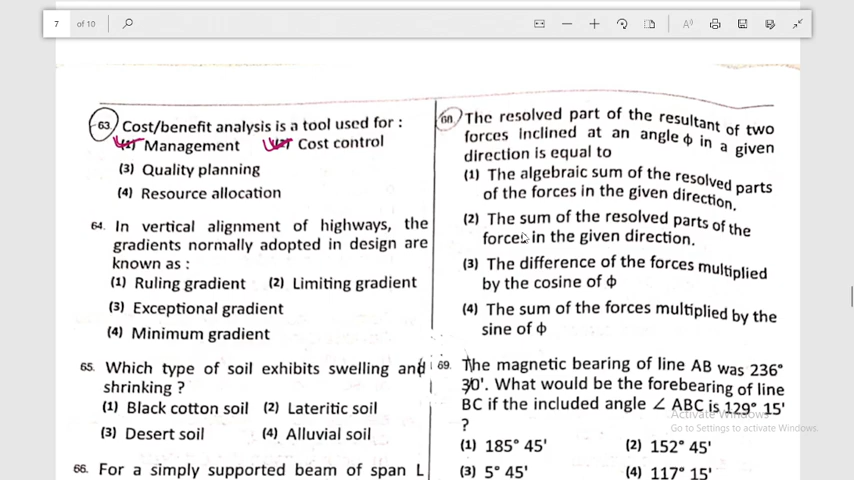 7 of 10
63. Cost/benefit analysis is a tool used for :
Management (2) Cost control
(3) Quality planning
(4) Resource allocation
64. In vertical alignment of highways, the
gradients normally adopted in design are
known as :
(1) Ruling gradient (2) Limiting gradient
(3) Exceptional gradient
(4) Minimum gradient
65. Which type of soil exhibits swelling and
shrinking ?
(1) Black cotton soil (2) Lateritic soil
(3) Desert soil (4) Alluvial soil
66. For a simply supported beam of span L
The resolved part of the resultant of two
forces inclined at an angle ϕ in a given
direction is equal to
(1) The algebraic sum of the resolved parts
of the forces in the given direction.
(2) The sum of the resolved parts of the
forces in the given direction.
(3) The difference of the forces multiplied
by the cosine of ϕ
(4) The sum of the forces multiplied by the
sine of ϕ
69. The magnetic bearing of line AB was 236°
30'. What would be the forebearing of line
BC if the included angle ∠ ABC is 129° 15'
?
(1) 185° 45' (2) 152° 45'
(3) 5° 45' (4) 117° 15'
Activate Windows
Go to Settings to activate Windows.